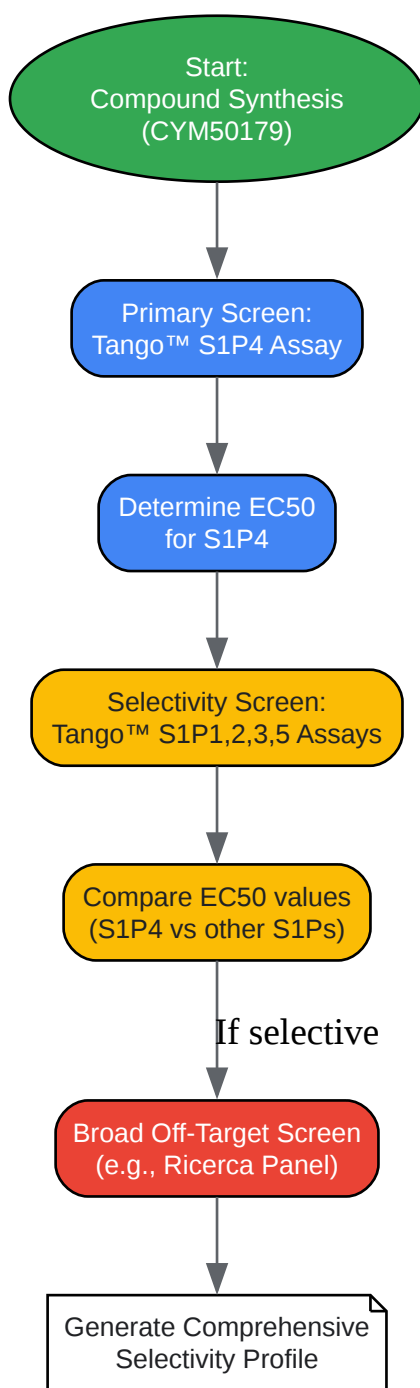 Start:
Compound Synthesis
(CYM50179)
Primary Screen:
Tango™ S1P4 Assay
Determine EC50
for S1P4
Selectivity Screen:
Tango™ S1P1,2,3,5 Assays
Compare EC50 values
(S1P4 vs other S1Ps)
If selective
Broad Off-Target Screen
(e.g., Ricerca Panel)
Generate Comprehensive
Selectivity Profile